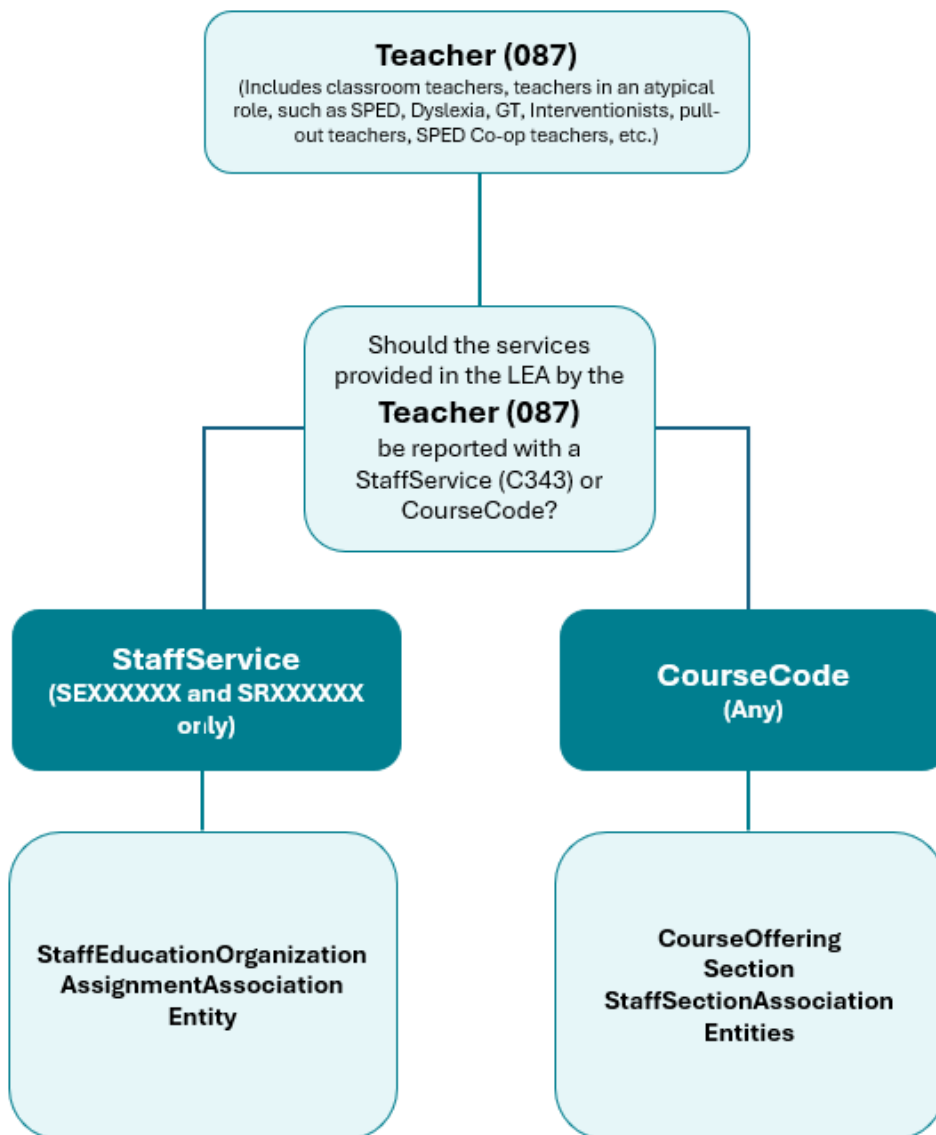 Teacher (087)
(Includes classroom teachers, teachers in an atypical
role, such as SPED, Dyslexia, GT, Interventionists, pull-
out teachers, SPED Co-op teachers, etc.)
Should the services
provided in the LEA by the
Teacher (087)
be reported with a
StaffService (C343) or
CourseCode?
StaffService
(SEXXXXXX and SRXXXXXX
only)
CourseCode
(Any)
StaffEducationOrganization
AssignmentAssociation
Entity
CourseOffering
Section
StaffSectionAssociation
Entities